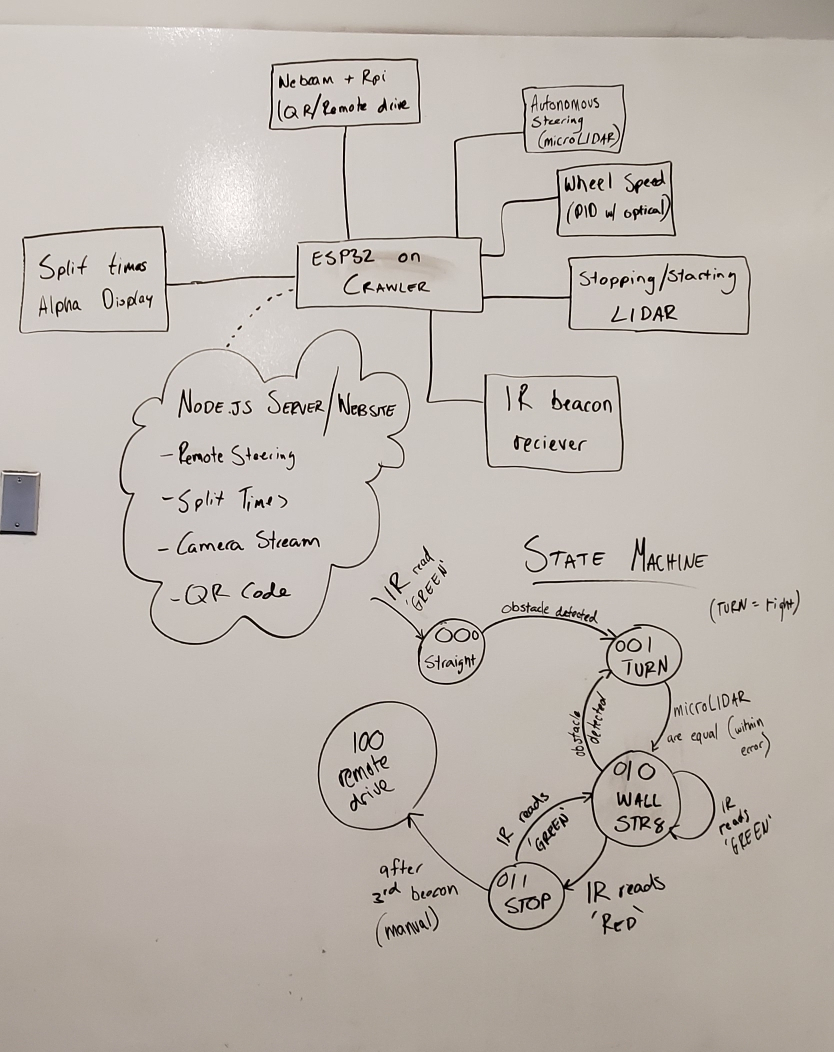 Webcam + Rpi
(QR/Remote drive
Autonomous
Steering
(microLIDAR)
Wheel Speed
(PID w/ optical)
Split times
Alpha Display
ESP32 on
CRAWLER
Stopping/Starting
LIDAR
IR beacon
reciever
NODE.JS SERVER/WEBSITE
- Remote Steering
- Split Times
- Camera Stream
- QR Code
STATE MACHINE
(TURN = right)
IR read
'GREEN'
000
Straight
obstacle detected
001
TURN
obstacle
detected
microLIDAR
are equal (within
error)
100
remote
drive
010
WALL
STR8
IR
reads
'GREEN'
IR reads
'GREEN'
after
3rd beacon
(manual)
011
STOP
IR reads
'RED'